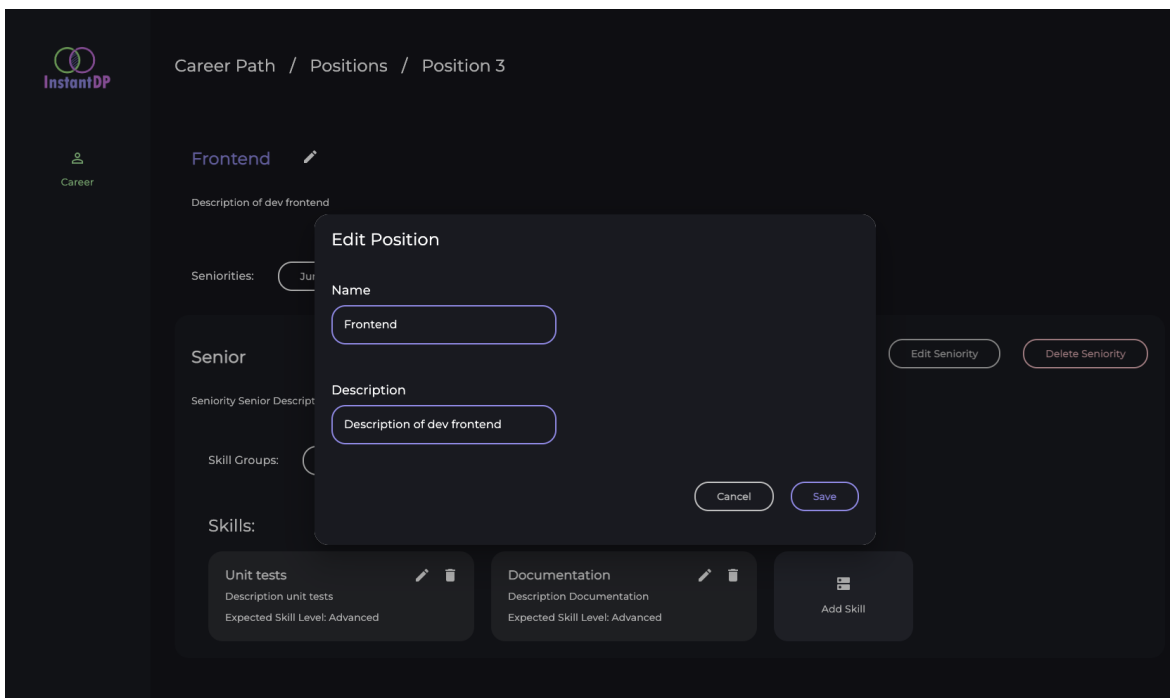 InstantDP
Career Path / Positions / Position 3
Career
Frontend
Description of dev frontend
Seniorities:
Edit Position
Name
Frontend
Description
Description of dev frontend
Cancel Save
Senior
Edit Seniority Delete Seniority
Seniority Senior
Skill Groups:
Skills:
Unit tests
Description unit tests
Expected Skill Level: Advanced
Documentation
Description Documentation
Expected Skill Level: Advanced
Add Skill